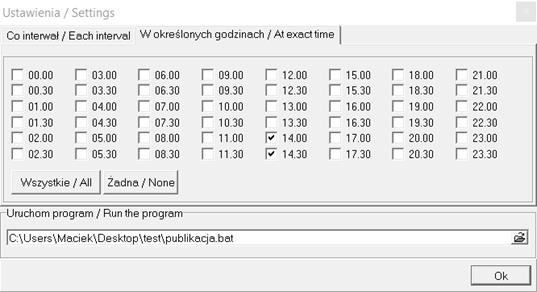 Ustawienia / Settings
Co interwał / Each interval W określonych godzinach / At exact time
00.00 03.00 06.00 09.00 12.00 15.00 18.00 21.00
00.30 03.30 06.30 09.30 12.30 15.30 18.30 21.30
01.00 04.00 07.00 10.00 13.00 16.00 19.00 22.00
01.30 04.30 07.30 10.30 13.30 16.30 19.30 22.30
02.00 05.00 08.00 11.00 14.00 17.00 20.00 23.00
02.30 05.30 08.30 11.30 14.30 17.30 20.30 23.30
Wszystkie / All Żadna / None
Uruchom program / Run the program
C:\Users\Maciek\Desktop\test\publikacja.bat
Ok